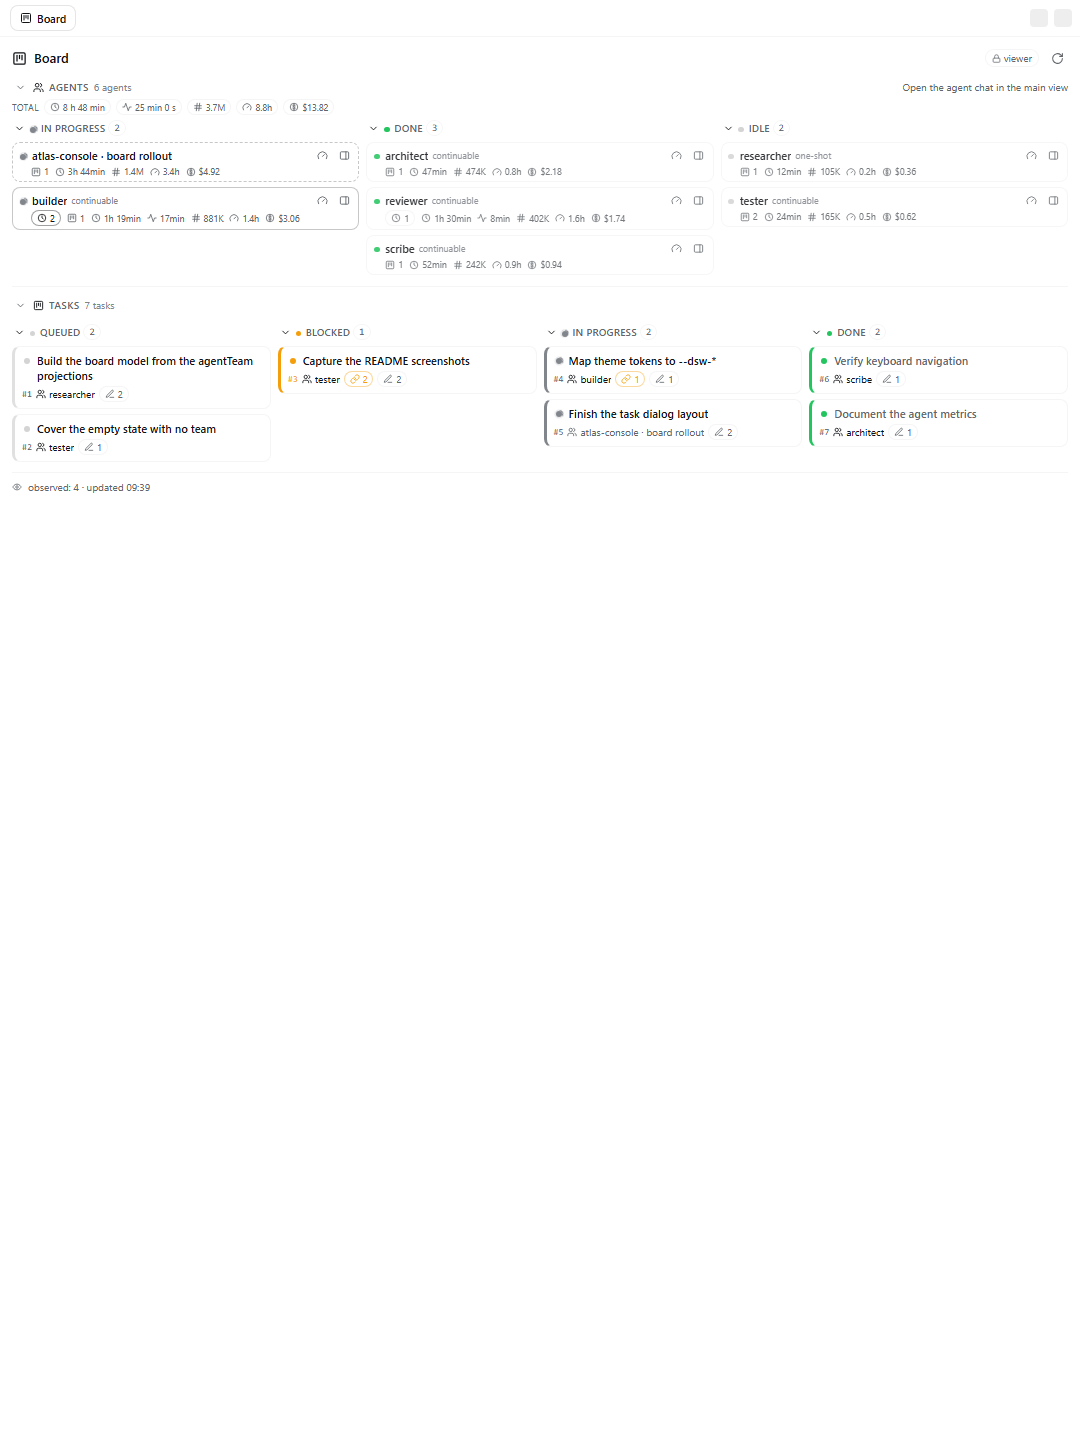 Board
Board
viewer
AGENTS 6 agents
Open the agent chat in the main view
TOTAL 8 h 48 min 25 min 0 s 3.7M 8.8h $13.82
IN PROGRESS 2
atlas-console · board rollout
1 3h 44min 1.4M 3.4h $4.92
builder continuable
2 1 1h 19min 17min 881K 1.4h $3.06
DONE 3
architect continuable
1 47min 474K 0.8h $2.18
reviewer continuable
1 1h 30min 8min 402K 1.6h $1.74
scribe continuable
1 52min 242K 0.9h $0.94
IDLE 2
researcher one-shot
1 12min 105K 0.2h $0.36
tester continuable
2 24min 165K 0.5h $0.62
TASKS 7 tasks
QUEUED 2
Build the board model from the agentTeam
projections
#1 researcher 2
Cover the empty state with no team
#2 tester 1
BLOCKED 1
Capture the README screenshots
#3 tester 2 2
IN PROGRESS 2
Map theme tokens to --dsw-*
#4 builder 1 1
Finish the task dialog layout
#5 atlas-console · board rollout 2
DONE 2
Verify keyboard navigation
#6 scribe 1
Document the agent metrics
#7 architect 1
observed: 4 · updated 09:39